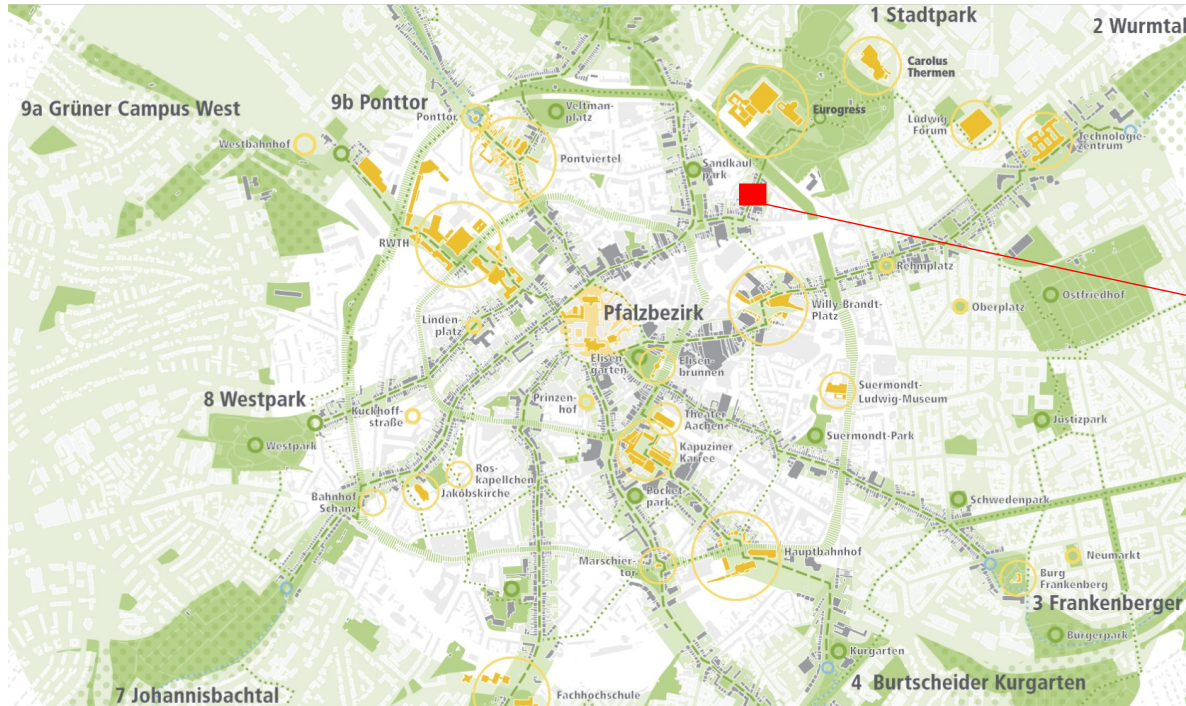 1 Stadtpark
2 Wurmtal
Carolus
Thermen
9a Grüner Campus West
9b Ponttor
Ponttor
Veltman-
platz
Eurogress
Ludwig
Forum
Technologie-
zentrum
Westbahnhof
Pontviertel
Sandkaul
park
RWTH
Rehmplatz
Ostfriedhof
Oberplatz
Linden-
platz
Pfalzbezirk
Willy-Brandt-
Platz
Elisen
garten
Elisen-
brunnen
Suermondt-
Ludwig-Museum
8 Westpark
Kuckhoff-
straße
Prinzen-
hof
Theater
Aachen
Justizpark
Westpark
Suermondt-Park
Kapuziner
Karree
Ros-
kapellchen
Jakobskirche
Bahnhof
Schanz
Pocket-
park
Schwedenpark
Marschier-
tor
Hauptbahnhof
Neumarkt
Burg
Frankenberg
3 Frankenberger
Burgerpark
Kurgarten
4 Burtscheider Kurgarten
7 Johannisbachtal
Fachhochschule